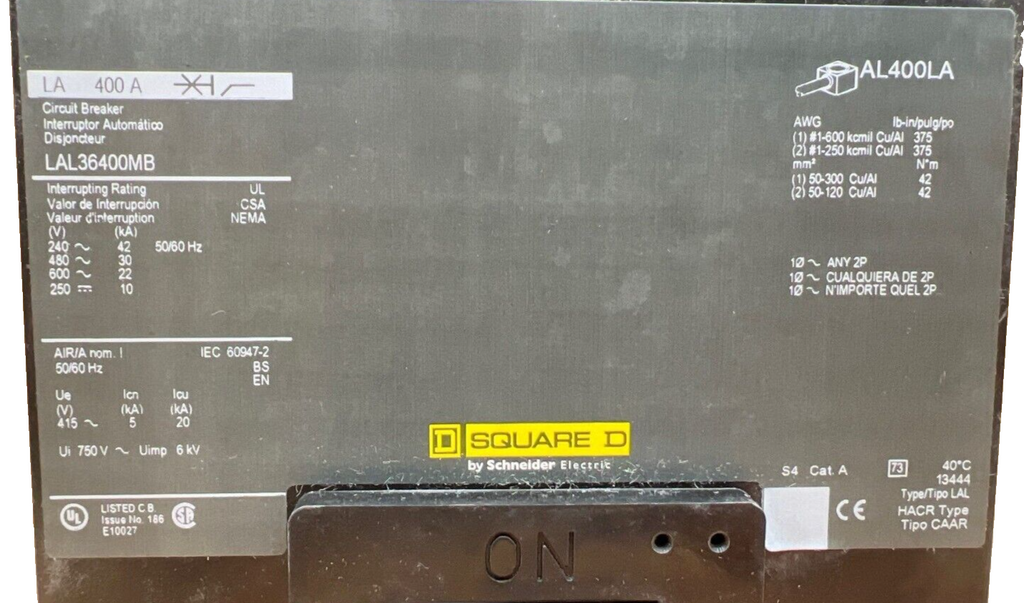 LA 400 A
Circuit Breaker
Interruptor Automático
Disjoncteur
LAL36400MB
Interrupting Rating UL
Valor de Interrupción CSA
Valeur d'interruption NEMA
(V) (kA)
240 ~ 42 50/60 Hz
480 ~ 30
600 ~ 22
250 ⎓ 10
AIR/A nom. I IEC 60947-2
50/60 Hz BS
EN
Ue Icn Icu
(V) (kA) (kA)
415 ~ 5 20
Ui 750 V ~ Uimp 6 kV
UL LISTED C.B.
Issue No. 186
E10027
SA
AL400LA
AWG lb-in/pulg/po
(1) #1-600 kcmil Cu/Al 375
(2) #1-250 kcmil Cu/Al 375
mm² N*m
(1) 50-300 Cu/Al 42
(2) 50-120 Cu/Al 42
1Ø ~ ANY 2P
1Ø ~ CUALQUIERA DE 2P
1Ø ~ N'IMPORTE QUEL 2P
D SQUARE D
by Schneider Electric
S4 Cat. A 73 40°C
13444
Type/Tipo LAL
CE HACR Type
Tipo CAAR
ON